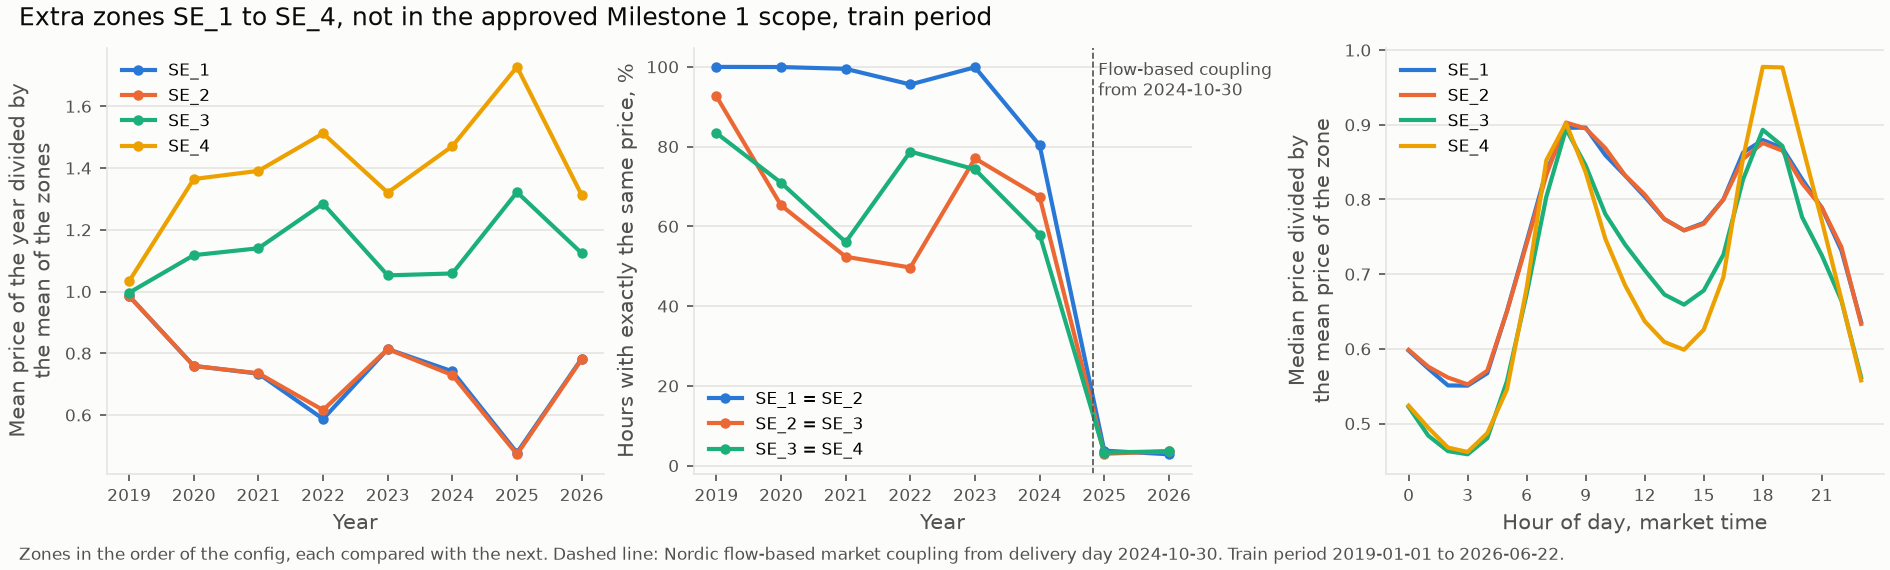 Extra zones SE_1 to SE_4, not in the approved Milestone 1 scope, train period
Mean price of the year divided by
the mean of the zones
1.6
1.4
1.2
1.0
0.8
0.6
SE_1
SE_2
SE_3
SE_4
2019 2020 2021 2022 2023 2024 2025 2026
Year
Hours with exactly the same price, %
100
80
60
40
20
0
Flow-based coupling
from 2024-10-30
SE_1 = SE_2
SE_2 = SE_3
SE_3 = SE_4
2019 2020 2021 2022 2023 2024 2025 2026
Year
Median price divided by
the mean price of the zone
1.0
0.9
0.8
0.7
0.6
0.5
SE_1
SE_2
SE_3
SE_4
0 3 6 9 12 15 18 21
Hour of day, market time
Zones in the order of the config, each compared with the next. Dashed line: Nordic flow-based market coupling from delivery day 2024-10-30. Train period 2019-01-01 to 2026-06-22.